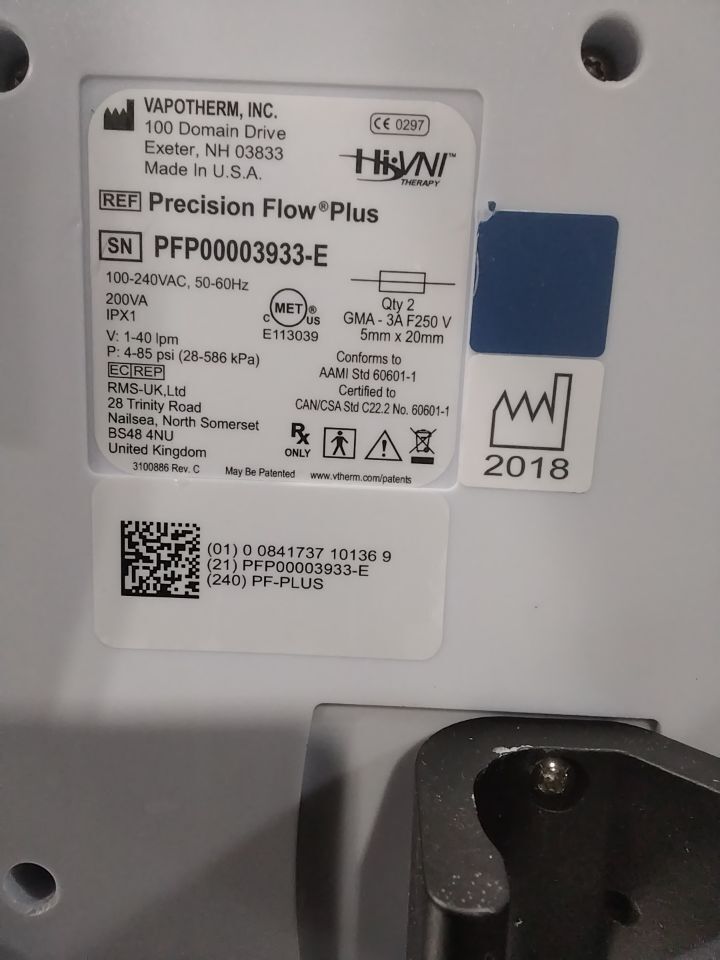 VAPOTHERM, INC.
100 Domain Drive
Exeter, NH 03833
Made In U.S.A.
CE 0297
Hi-VNI™
THERAPY
REF Precision Flow®Plus
SN PFP00003933-E
100-240VAC, 50-60Hz
200VA
IPX1
V: 1-40 lpm
P: 4-85 psi (28-586 kPa)
C MET® US
E113039
Qty 2
GMA - 3A F250 V
5mm x 20mm
Conforms to
AAMI Std 60601-1
Certified to
CAN/CSA Std C22.2 No. 60601-1
EC REP
RMS-UK,Ltd
28 Trinity Road
Nailsea, North Somerset
BS48 4NU
United Kingdom
Rx
ONLY
3100886 Rev. C
May Be Patented
www.vtherm.com/patents
2018
(01) 0 0841737 10136 9
(21) PFP00003933-E
(240) PF-PLUS